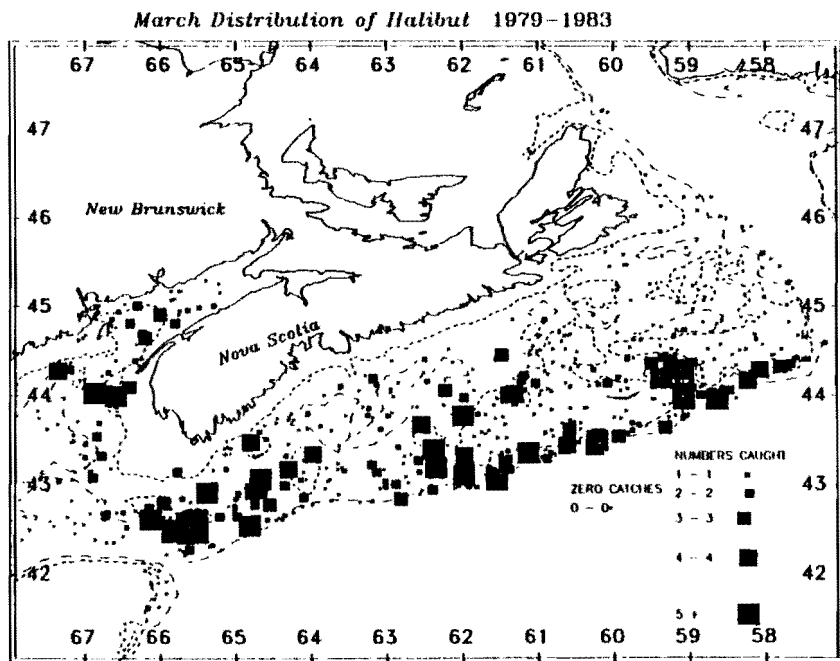 March Distribution of Halibut 1979-1983
67 66 65 64 63 62 61 60 59 58
47 47
46 46
New Brunswick
45 45
Nova Scotia
44 44
43 43
42 42
NUMBERS CAUGHT
1 - 1
ZERO CATCHES
2 - 2
0 - 0
3 - 3
4 - 4
5 +
67 66 65 64 63 62 61 60 59 58